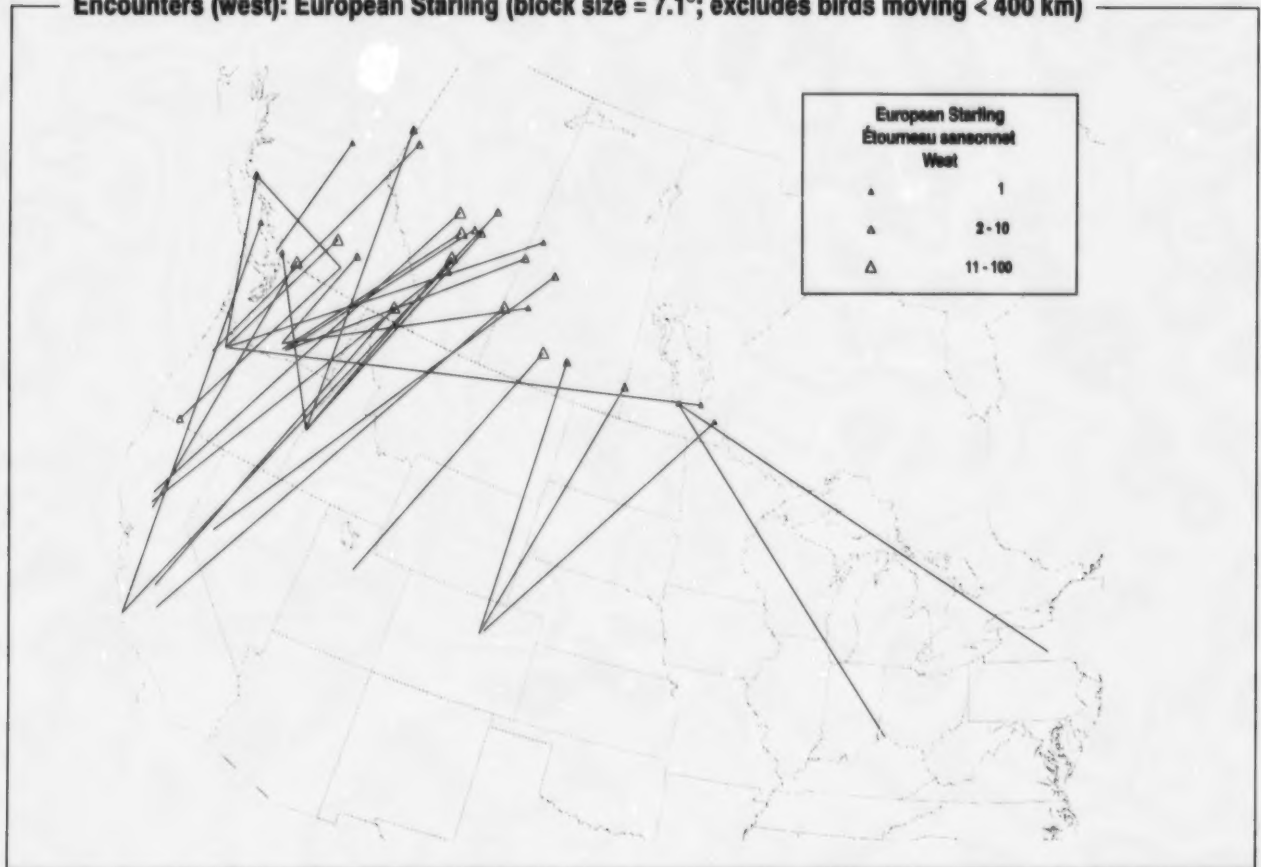 Encounters (west): European Starling (block size = 7.1°; excludes birds moving < 400 km)
European Starling
Étourneau sansonnet
West
1
2 - 10
11 - 100